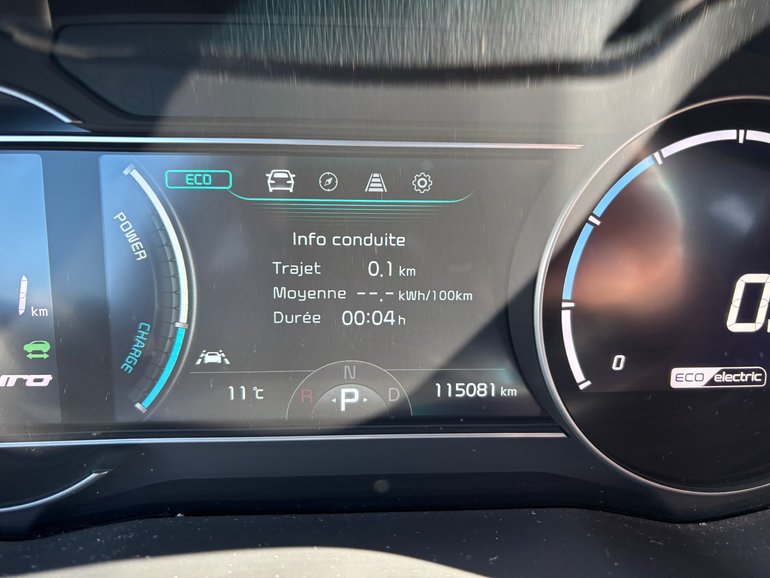 ECO
POWER
CHARGE
km
Info conduite
Trajet 0.1 km
Moyenne --.- kWh/100km
Durée 00:04 h
11°C
R N D
P
115081 km
0
ECO electric